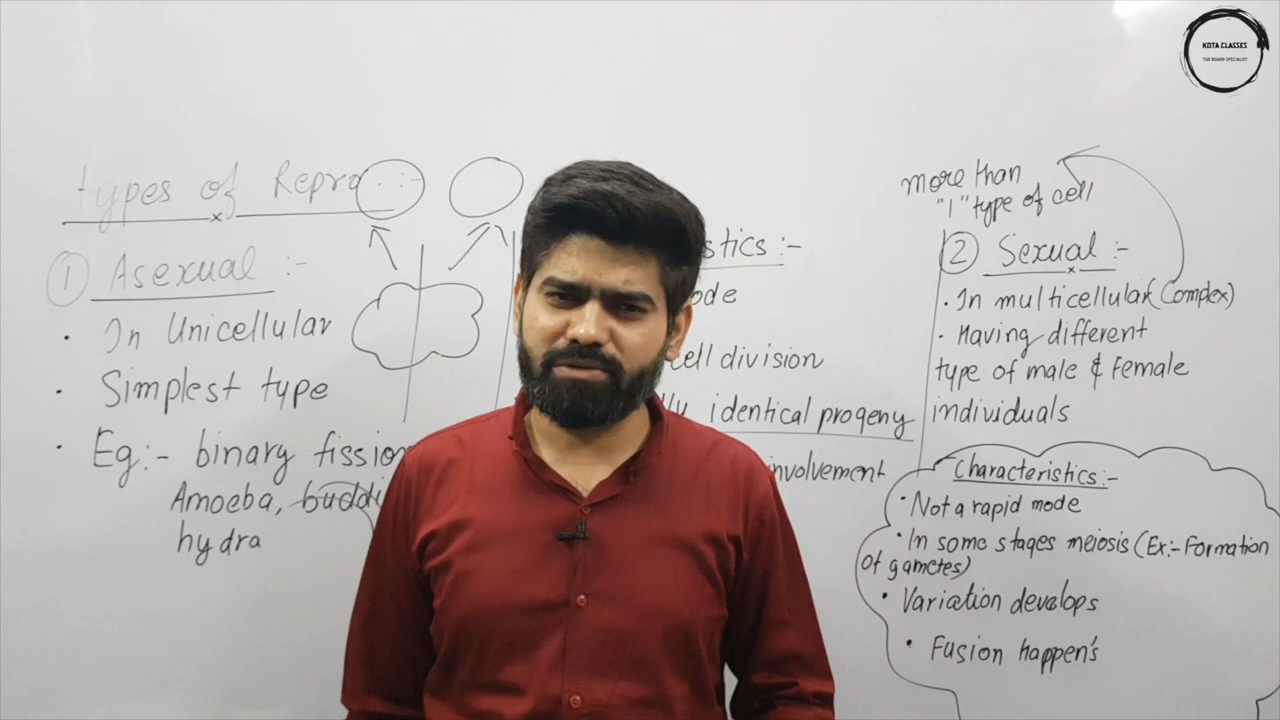 KOTA CLASSES
THE BOARD SPECIALIST
Types of Repro :-
① Asexual :-
• In Unicellular
• Simplest type
• Eg:- binary fission
Amoeba, buddi
hydra
stics :-
ode
cell division
lly identical progeny
involvement
more than
"1" type of cell
② Sexual :-
• In multicellular (Complex)
• Having different
type of male & Female
individuals
Characteristics:-
• Not a rapid mode
• In some stages meiosis (Ex:- Formation
of gametes)
• Variation develops
• Fusion happen's